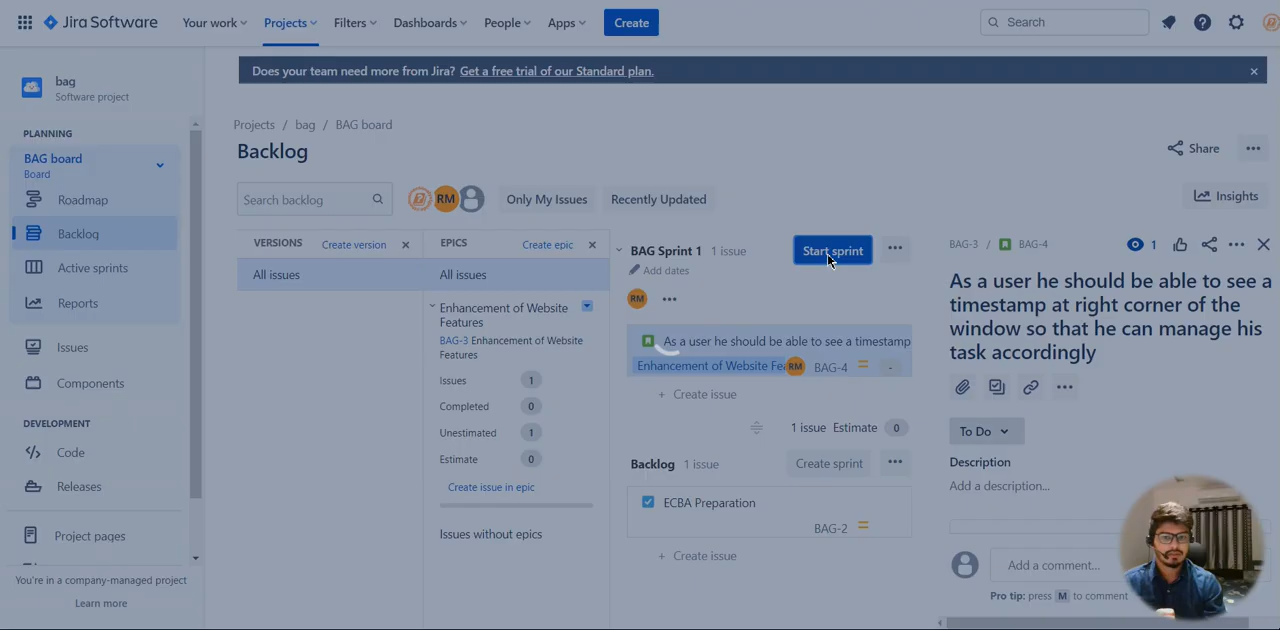 Jira Software
Your work
Projects
Filters
Dashboards
People
Apps
Create
Search
Does your team need more from Jira? Get a free trial of our Standard plan.
bag
Software project
PLANNING
BAG board
Board
Roadmap
Backlog
Active sprints
Reports
Issues
Components
DEVELOPMENT
Code
Releases
Project pages
You're in a company-managed project
Learn more
Projects / bag / BAG board
Backlog
Share
Search backlog
RM
Only My Issues
Recently Updated
Insights
VERSIONS
Create version
All issues
EPICS
Create epic
All issues
Enhancement of Website
Features
BAG-3 Enhancement of Website
Features
Issues 1
Completed 0
Unestimated 1
Estimate 0
Create issue in epic
Issues without epics
BAG Sprint 1 1 issue
Start sprint
Add dates
RM
As a user he should be able to see a timestamp
Enhancement of Website Fea
RM
BAG-4
-
+ Create issue
1 issue Estimate 0
Backlog 1 issue
Create sprint
ECBA Preparation
BAG-2
+ Create issue
BAG-3 / BAG-4
1
As a user he should be able to see a
timestamp at right corner of the
window so that he can manage his
task accordingly
To Do
Description
Add a description...
Add a comment...
Pro tip: press M to comment